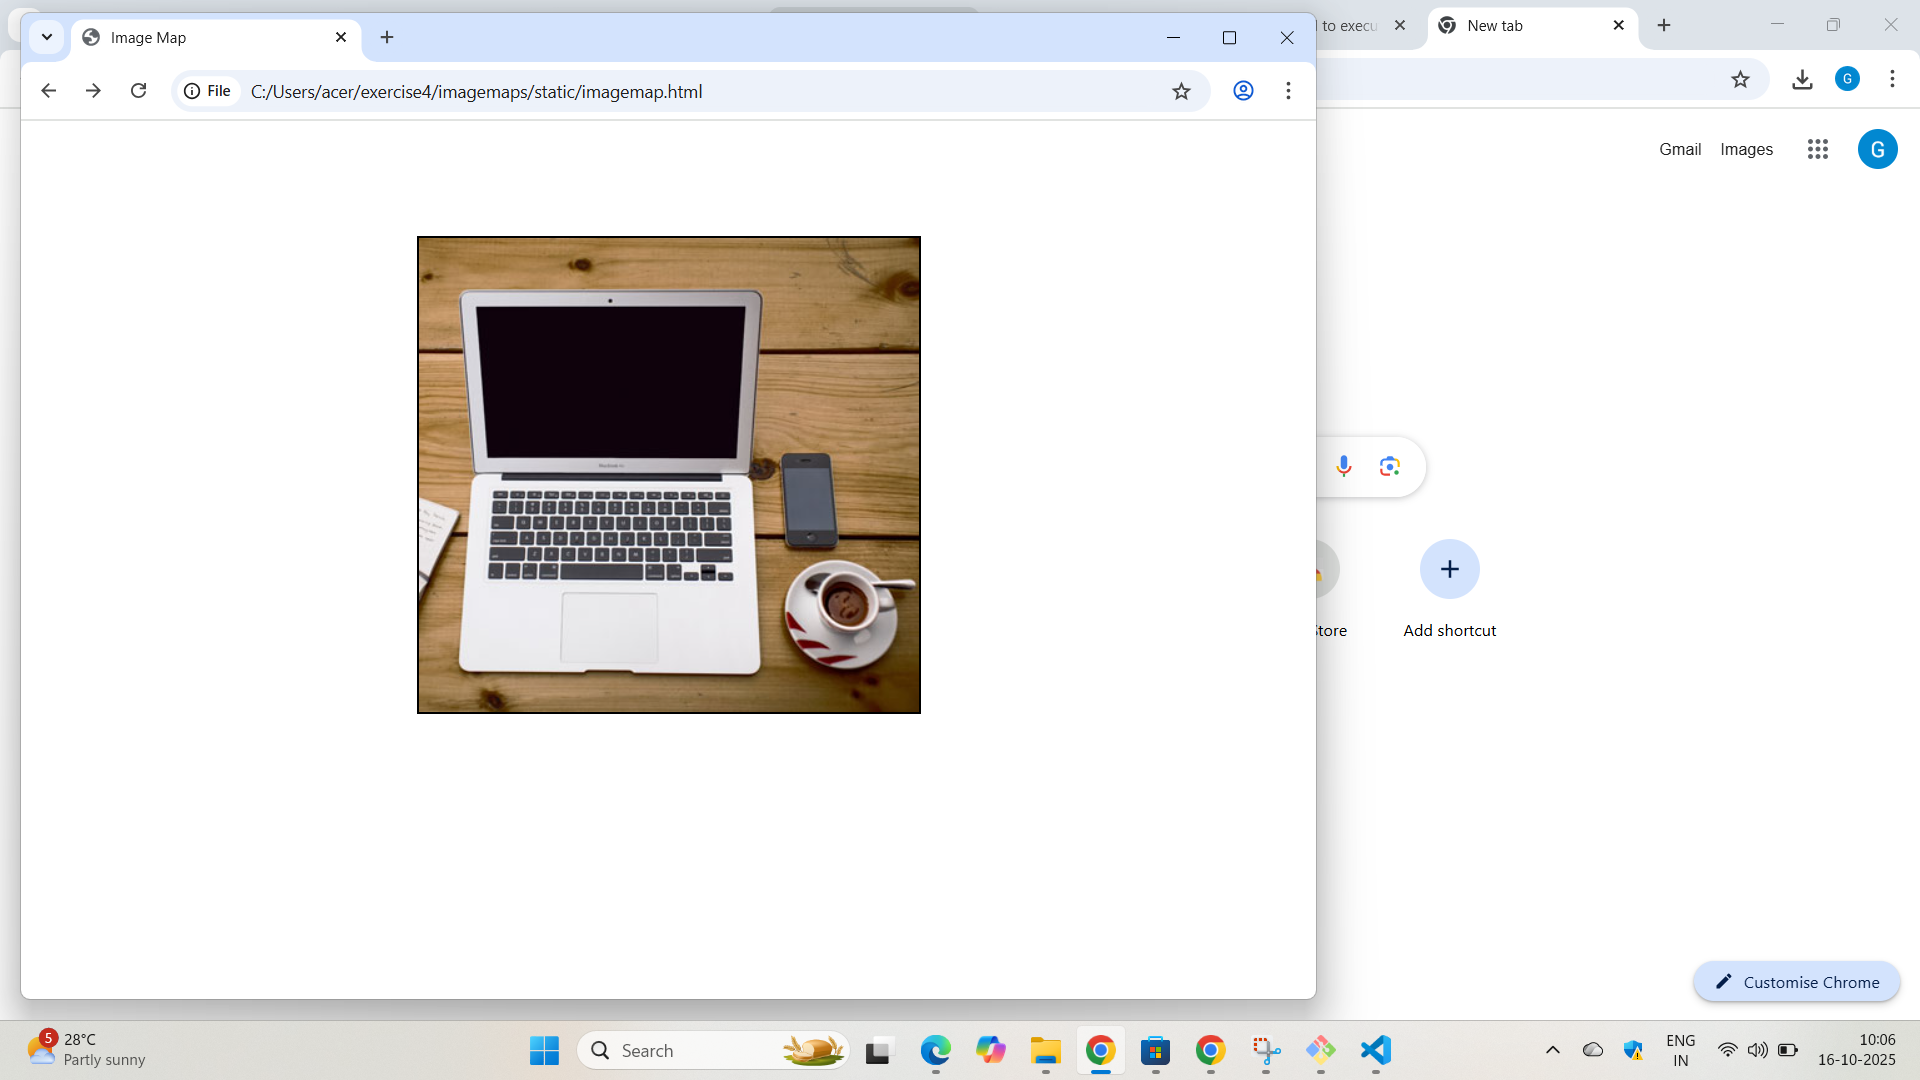 Image Map
l to execu
New tab
File
C:/Users/acer/exercise4/imagemaps/static/imagemap.html
G
Gmail
Images
G
Store
Add shortcut
Customise Chrome
5
28°C
Partly sunny
Search
ENG
IN
10:06
16-10-2025